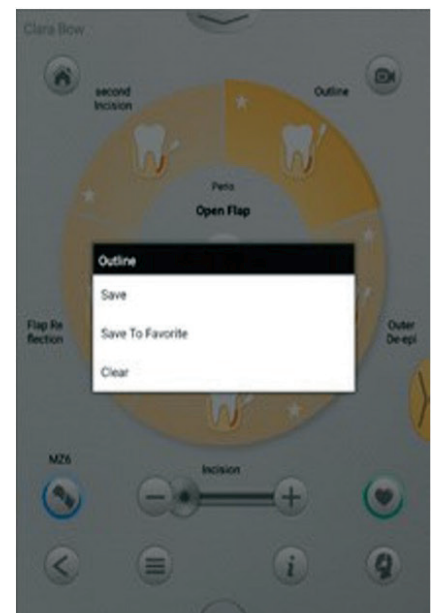 Clara Bow
second
Incision
Outline
Perio
Open Flap
Outline
Save
Save To Favorite
Clear
Flap Re
flection
Outer
De-epi
MZ6
Incision
i